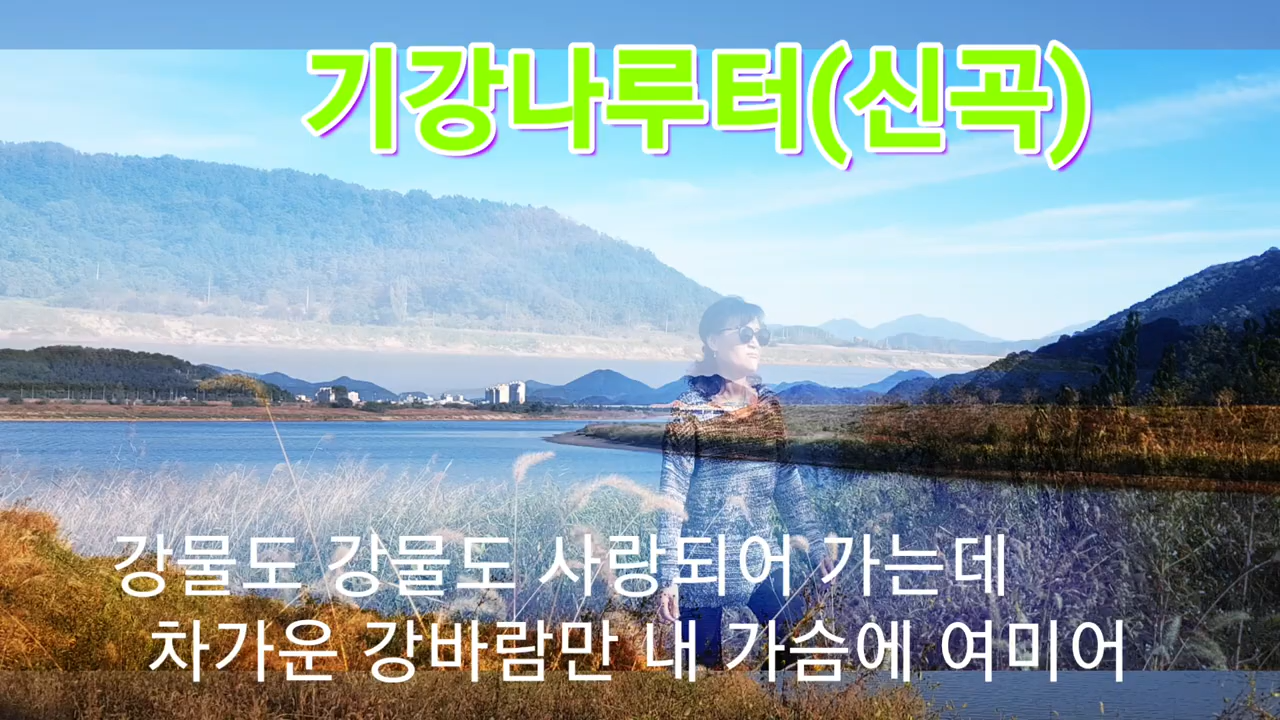 기강나루터(신곡)
강물도 강물도 사랑되어 가는데
차가운 강바람만 내 가슴에 여미어